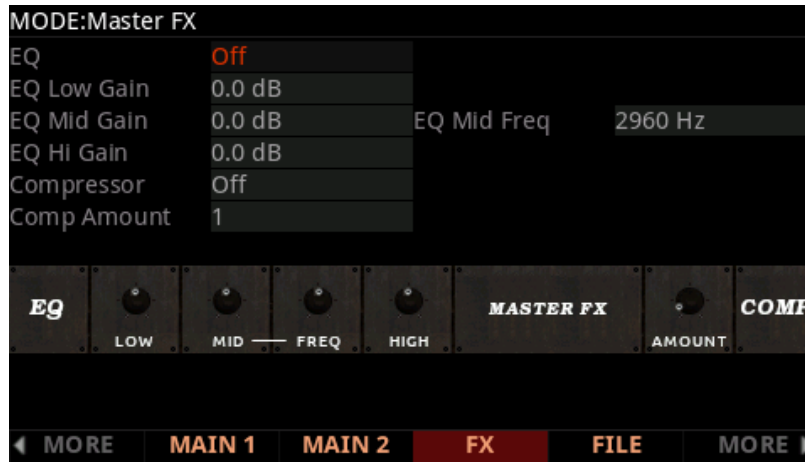 MODE:Master FX
EQ Off
EQ Low Gain 0.0 dB
EQ Mid Gain 0.0 dB EQ Mid Freq 2960 Hz
EQ Hi Gain 0.0 dB
Compressor Off
Comp Amount 1
EQ MASTER FX
LOW MID FREQ HIGH AMOUNT
MORE MAIN 1 MAIN 2 FX FILE MORE